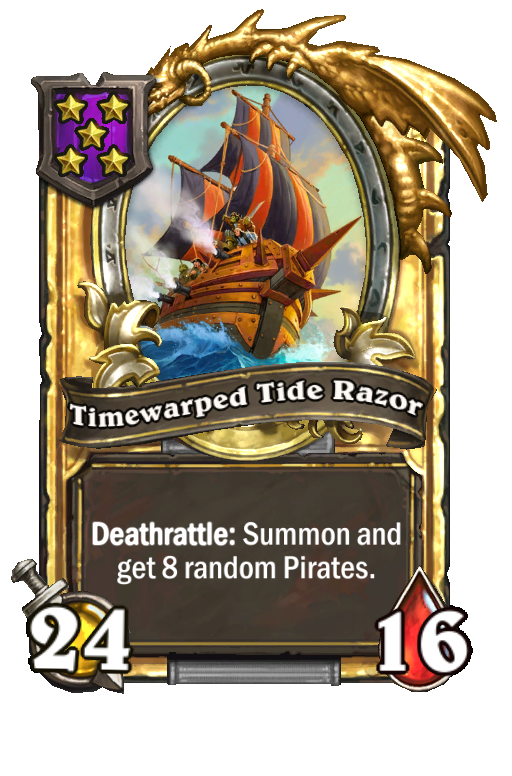 Timewarped Tide Razor
Deathrattle: Summon and
get 8 random Pirates.
24
16